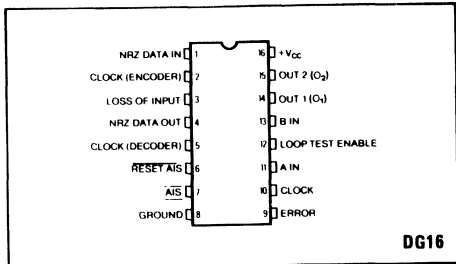 NRZ DATA IN 1 16 +VCC
CLOCK (ENCODER) 2 15 OUT 2 (O2)
LOSS OF INPUT 3 14 OUT 1 (O1)
NRZ DATA OUT 4 13 B IN
CLOCK (DECODER) 5 12 LOOP TEST ENABLE
RESET AIS 6 11 A IN
AIS 7 10 CLOCK
GROUND 8 9 ERROR
DG16